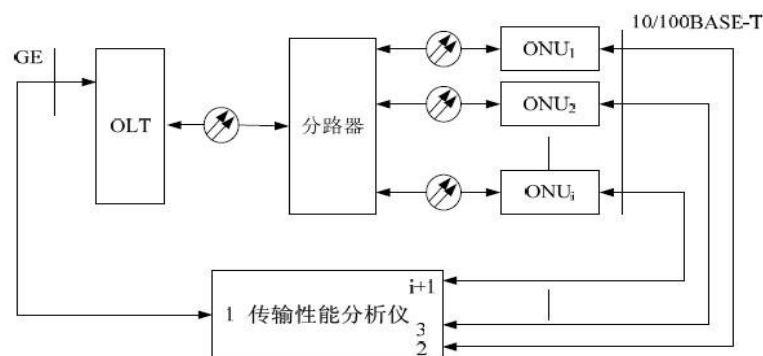 10/100BASE-T
GE
ONU₁
OLT
分路器
ONU₂
ONUᵢ
i+1
1 传输性能分析仪
3
2